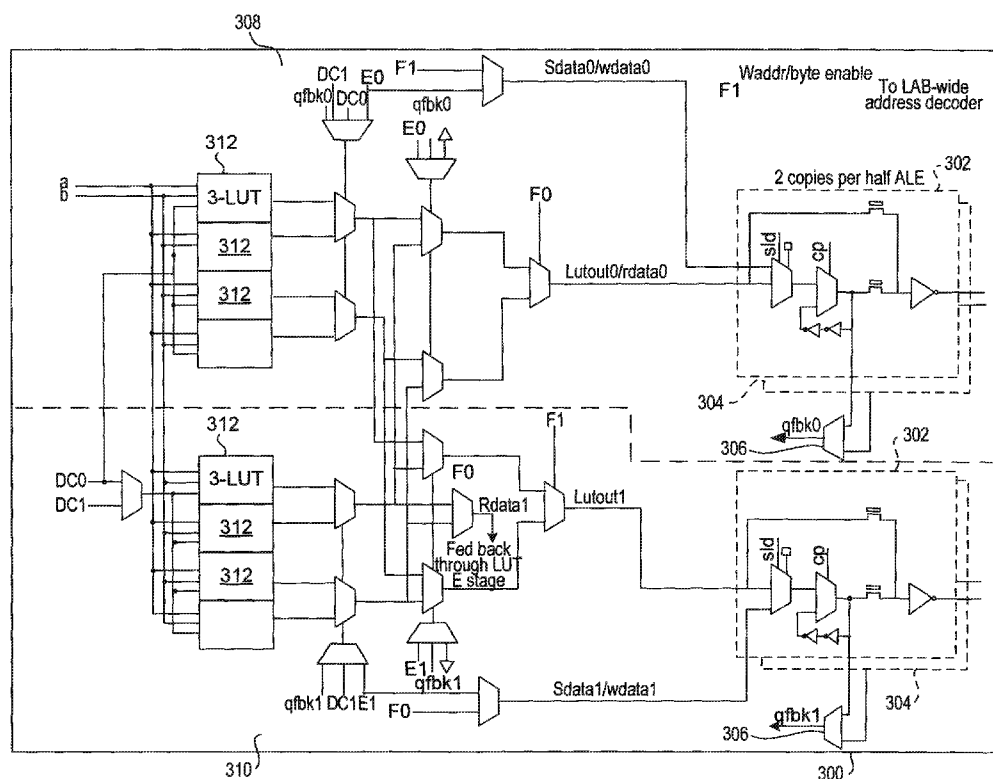 308
DC1
qfbk0
DC0
E0
F1
Sdata0/wdata0
Waddr/byte enable
F1
To LAB-wide
address decoder
qfbk0
E0
312
a
b
3-LUT
312
312
F0
Lutout0/rdata0
2 copies per half ALE
302
sld
cp
304
qfbk0
306
302
312
DC0
DC1
3-LUT
312
312
F0
Rdata1
Fed back
through LUT
E stage
F1
Lutout1
sld
cp
304
E1
qfbk1
qfbk1 DC1E1
F0
Sdata1/wdata1
qfbk1
306
310
300